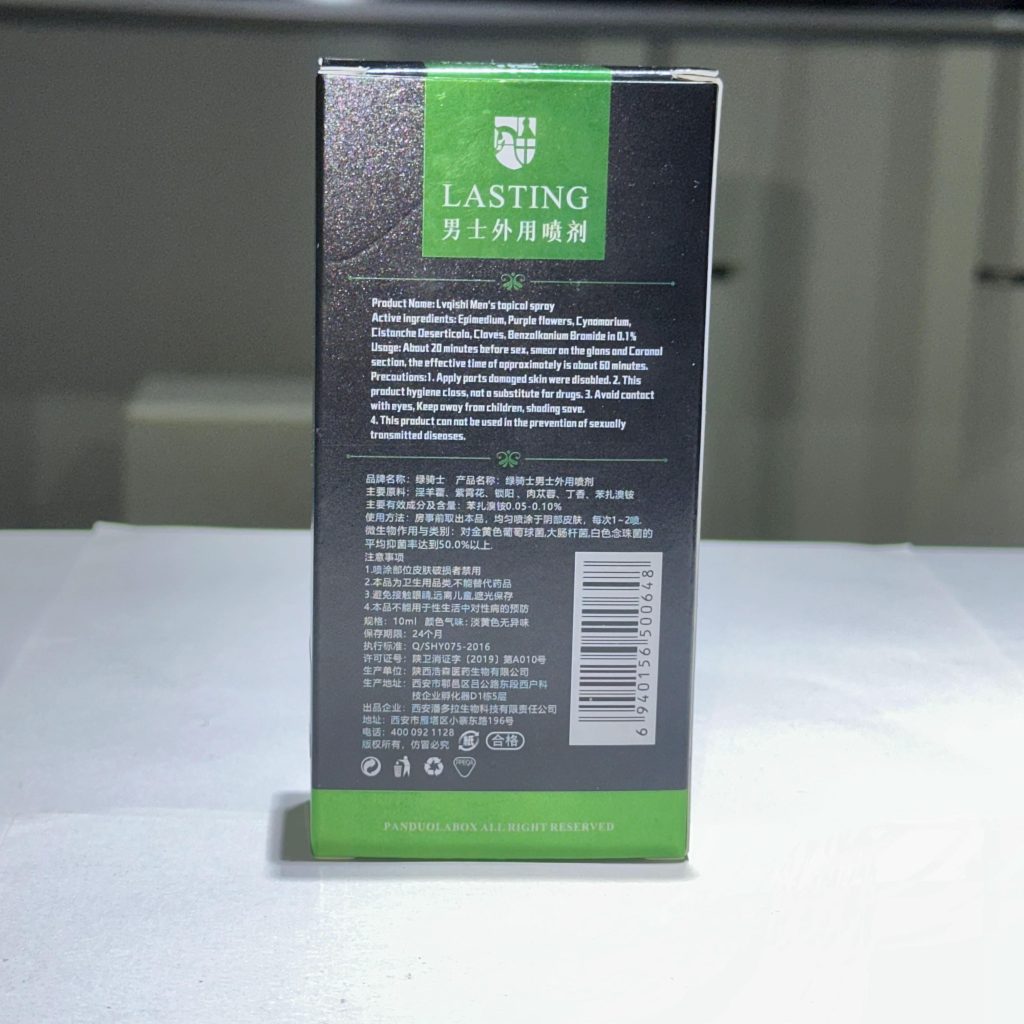 LASTING
男士外用喷剂
Product Name: Lvqishi Men's topical spray
Active ingredients: Epimedium, Purple flowers, Cynomorium,
Cistanche Deserticola, Cloves, Benzalkonium Bromide in 0.1%
Usage: About 20 minutes before sex, smear on the glans and Coronal
section, the effective time of approximately is about 60 minutes.
Precautions:1. Apply parts damaged skin were disabled. 2. This
product hygiene class, not a substitute for drugs. 3. Avoid contact
with eyes, Keep away from children, shading save.
4. This product can not be used in the prevention of sexually
transmitted diseases.
品牌名称：绿骑士 产品名称：绿骑士男士外用喷剂
主要原料：淫羊藿、紫霄花、锁阳、肉苁蓉、丁香、苯扎溴铵
主要有效成分及含量：苯扎溴铵0.05-0.10%
使用方法：房事前取出本品，均匀喷涂于阴部皮肤，每次1~2喷.
微生物作用与类别：对金黄色葡萄球菌,大肠杆菌,白色念珠菌的
平均抑菌率达到50.0%以上.
注意事项
1.喷涂部位皮肤破损者禁用
2.本品为卫生用品类,不能替代药品
3.避免接触眼睛,远离儿童,遮光保存
4.本品不能用于性生活中对性病的预防
规格：10ml 颜色气味：淡黄色无异味
保存期限：24个月
执行标准：Q/SHY075-2016
许可证号：陕卫消证字〔2019〕第A010号
生产单位：陕西浩森医药生物有限公司
生产地址：西安市鄠邑区吕公路东段西户科
技企业孵化器D1栋5层
出品企业：西安潘多拉生物科技有限责任公司
地址：西安市雁塔区小寨东路196号
电话：400 092 1128
版权所有，仿冒必究 紙 合格
6 940156 500648
PANDUOLABOX ALL RIGHT RESERVED